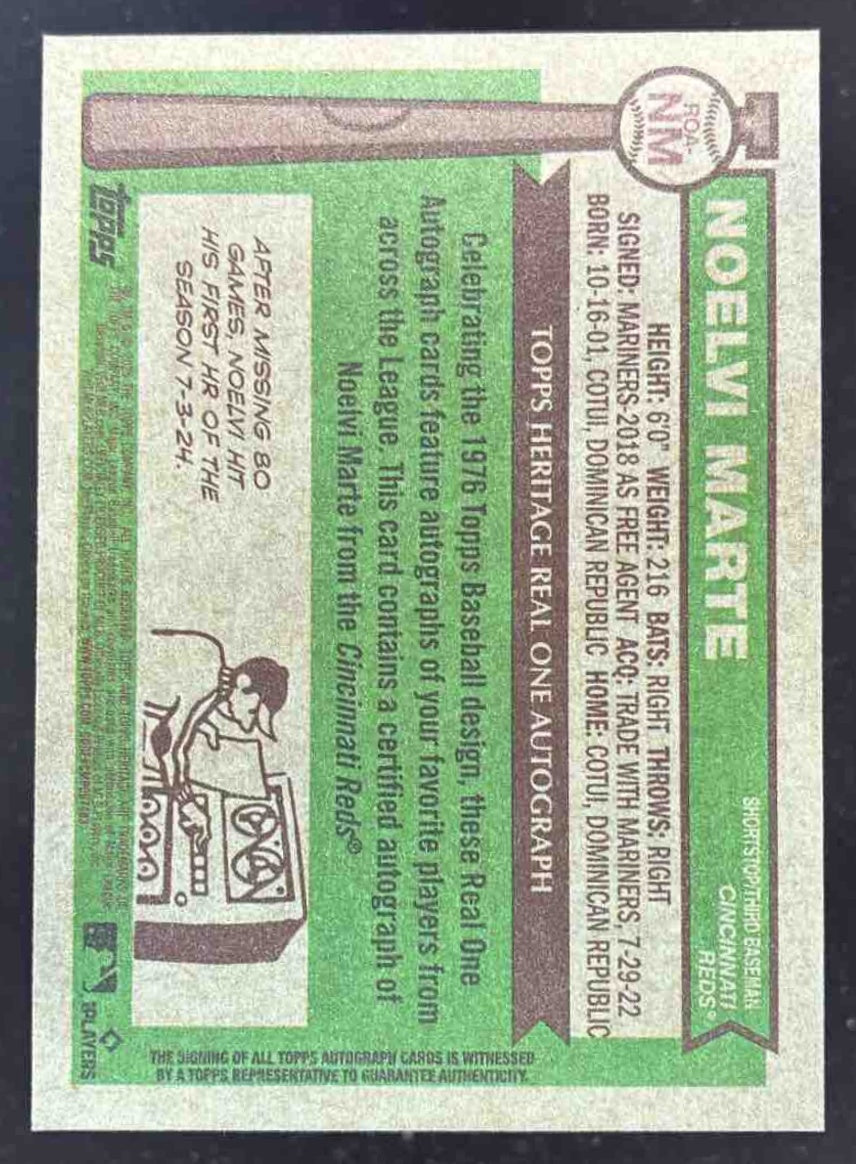 ROA-
NM
NOELVI MARTE
SHORTSTOP/THIRD BASEMAN
CINCINNATI
REDS®
HEIGHT: 6'0" WEIGHT: 216 BATS: RIGHT THROWS: RIGHT
SIGNED: MARINERS-2018 AS FREE AGENT ACQ: TRADE WITH MARINERS, 7-29-22
BORN: 10-16-01, COTUI, DOMINICAN REPUBLIC HOME: COTUI, DOMINICAN REPUBLIC
TOPPS HERITAGE REAL ONE AUTOGRAPH
Celebrating the 1976 Topps Baseball design, these Real One
Autograph cards feature autographs of your favorite players from
across the League. This card contains a certified autograph of
Noelvi Marte from the Cincinnati Reds®
AFTER MISSING 80
GAMES, NOELVI HIT
HIS FIRST HR OF THE
SEASON 7-3-24.
THE SIGNING OF ALL TOPPS AUTOGRAPH CARDS IS WITNESSED
BY A TOPPS REPRESENTATIVE TO GUARANTEE AUTHENTICITY.
topps
PLAYERS